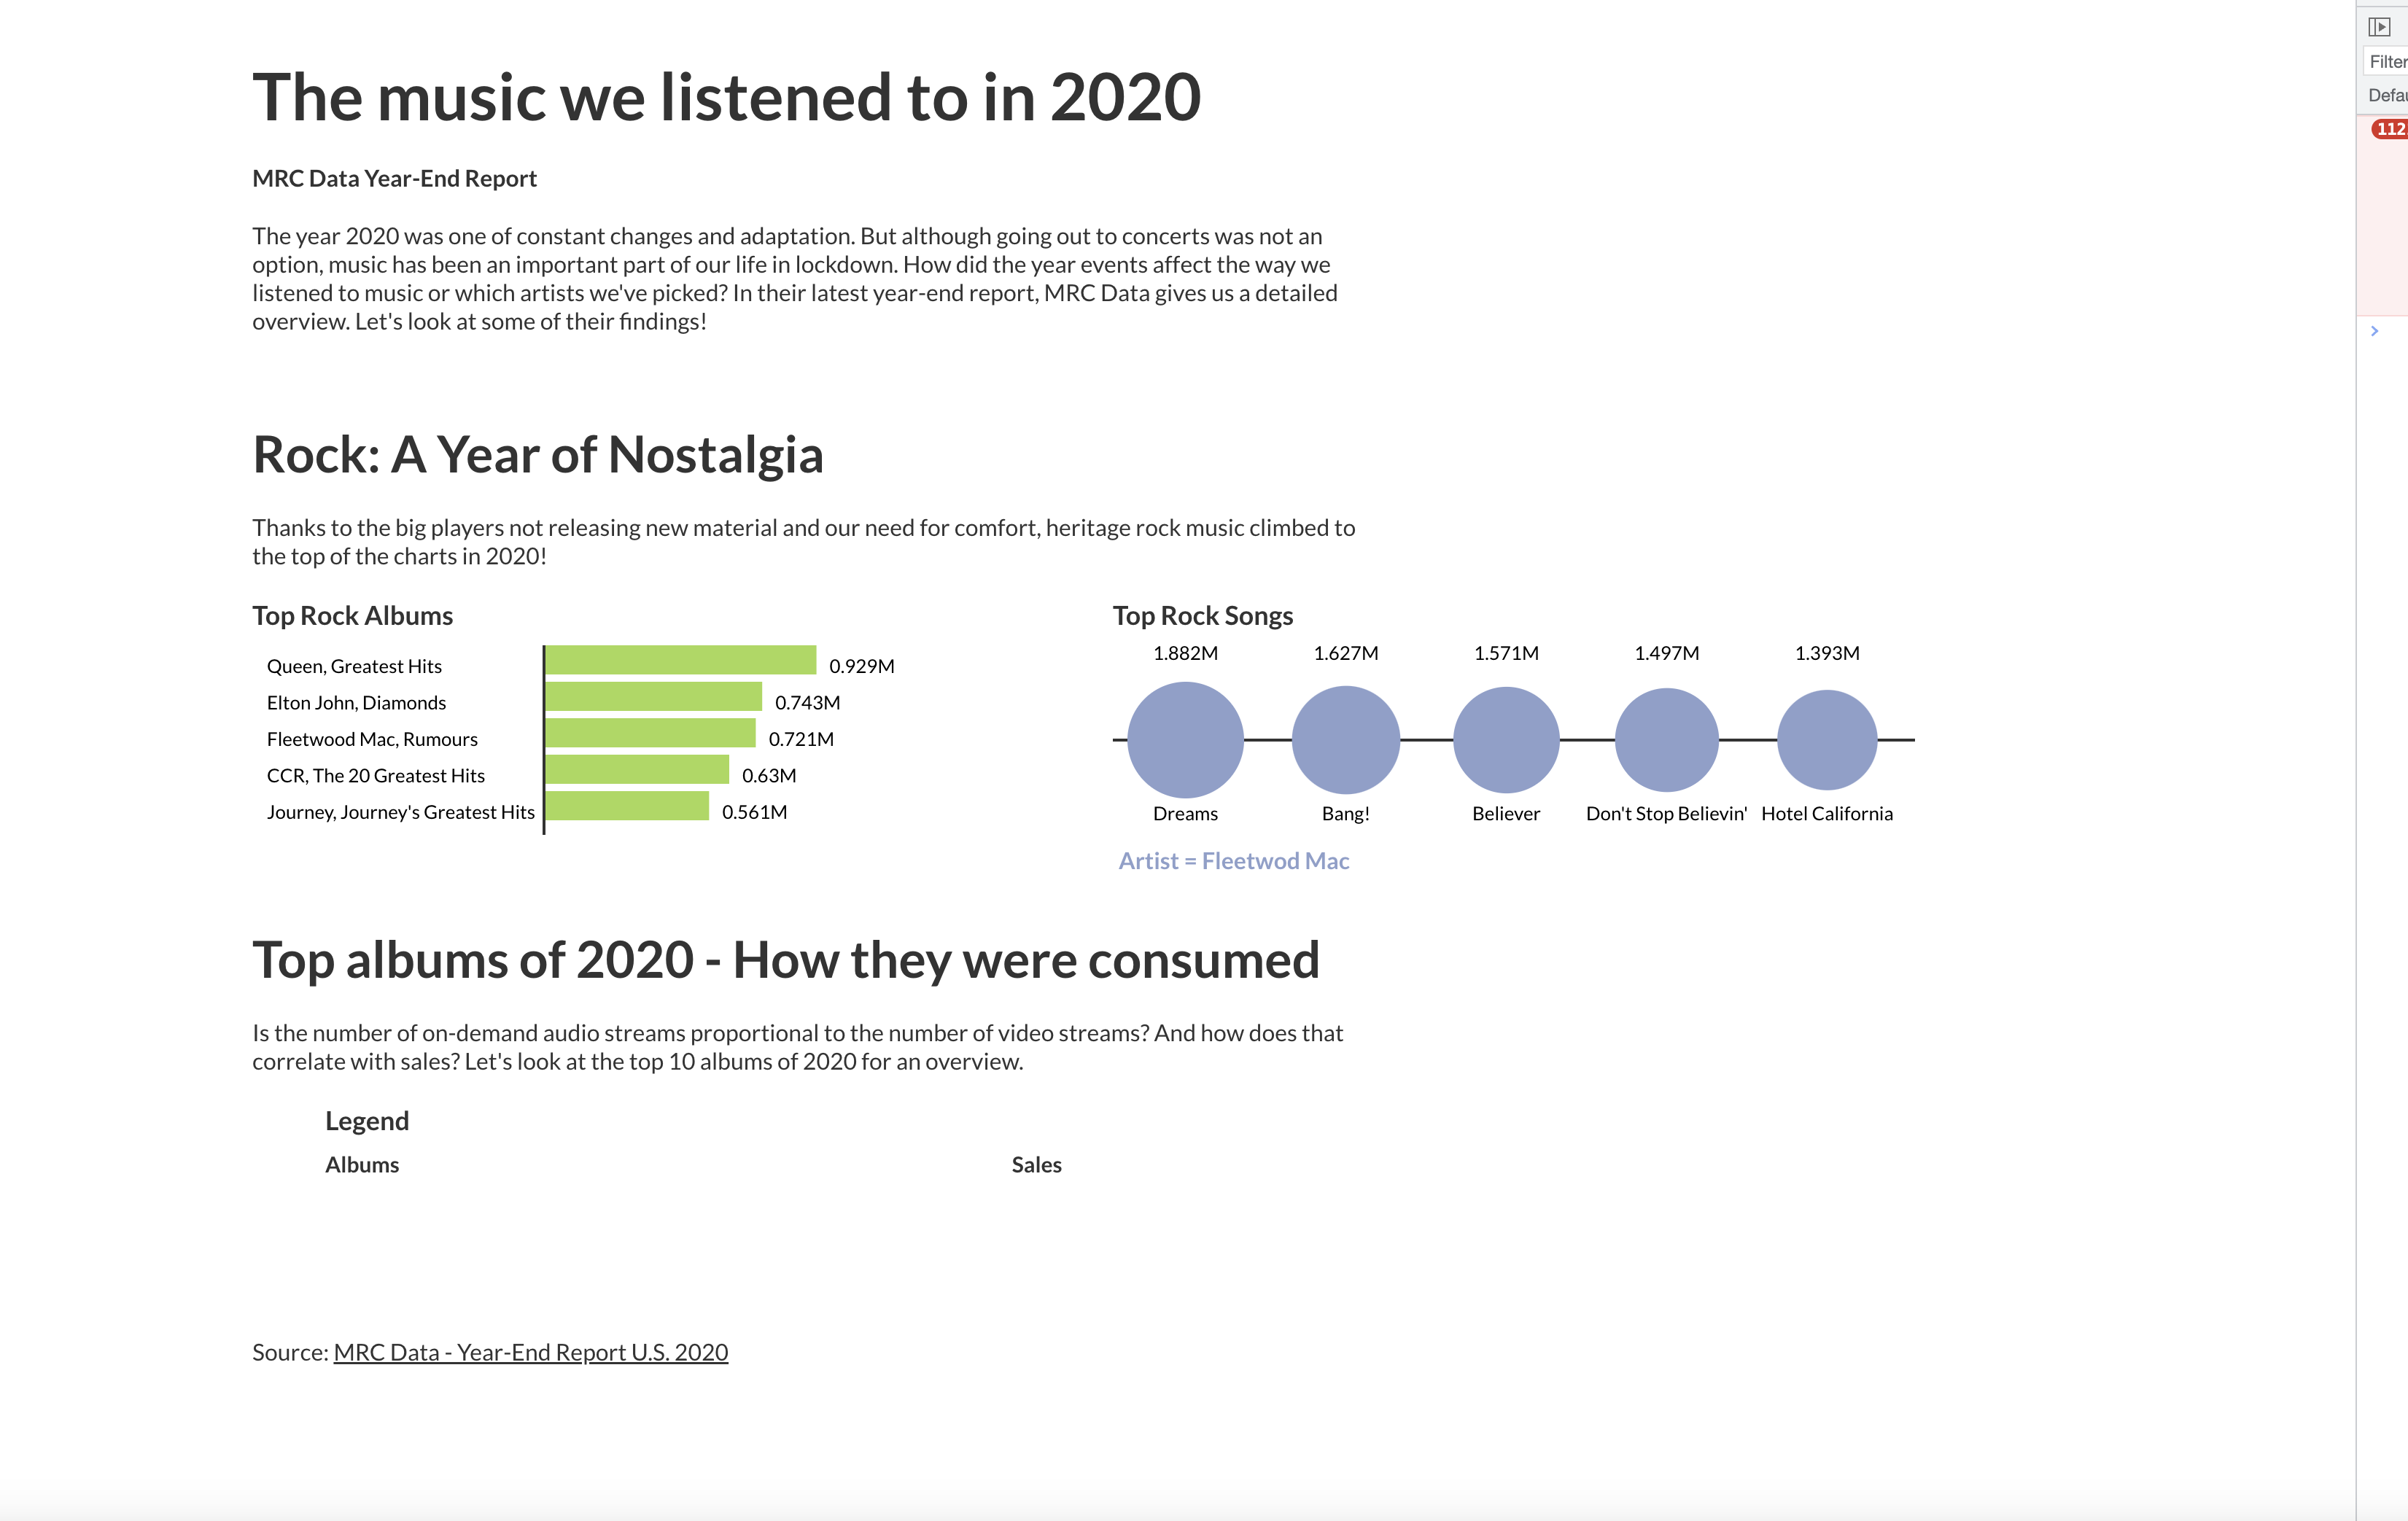 The music we listened to in 2020
MRC Data Year-End Report
The year 2020 was one of constant changes and adaptation. But although going out to concerts was not an
option, music has been an important part of our life in lockdown. How did the year events affect the way we
listened to music or which artists we've picked? In their latest year-end report, MRC Data gives us a detailed
overview. Let's look at some of their findings!
Rock: A Year of Nostalgia
Thanks to the big players not releasing new material and our need for comfort, heritage rock music climbed to
the top of the charts in 2020!
Top Rock Albums
Queen, Greatest Hits 0.929M
Elton John, Diamonds 0.743M
Fleetwood Mac, Rumours 0.721M
CCR, The 20 Greatest Hits 0.63M
Journey, Journey's Greatest Hits 0.561M
Top Rock Songs
1.882M 1.627M 1.571M 1.497M 1.393M
Dreams Bang! Believer Don't Stop Believin' Hotel California
Artist = Fleetwod Mac
Top albums of 2020 - How they were consumed
Is the number of on-demand audio streams proportional to the number of video streams? And how does that
correlate with sales? Let's look at the top 10 albums of 2020 for an overview.
Legend
Albums Sales
Source: MRC Data - Year-End Report U.S. 2020
Filter
Defau
112